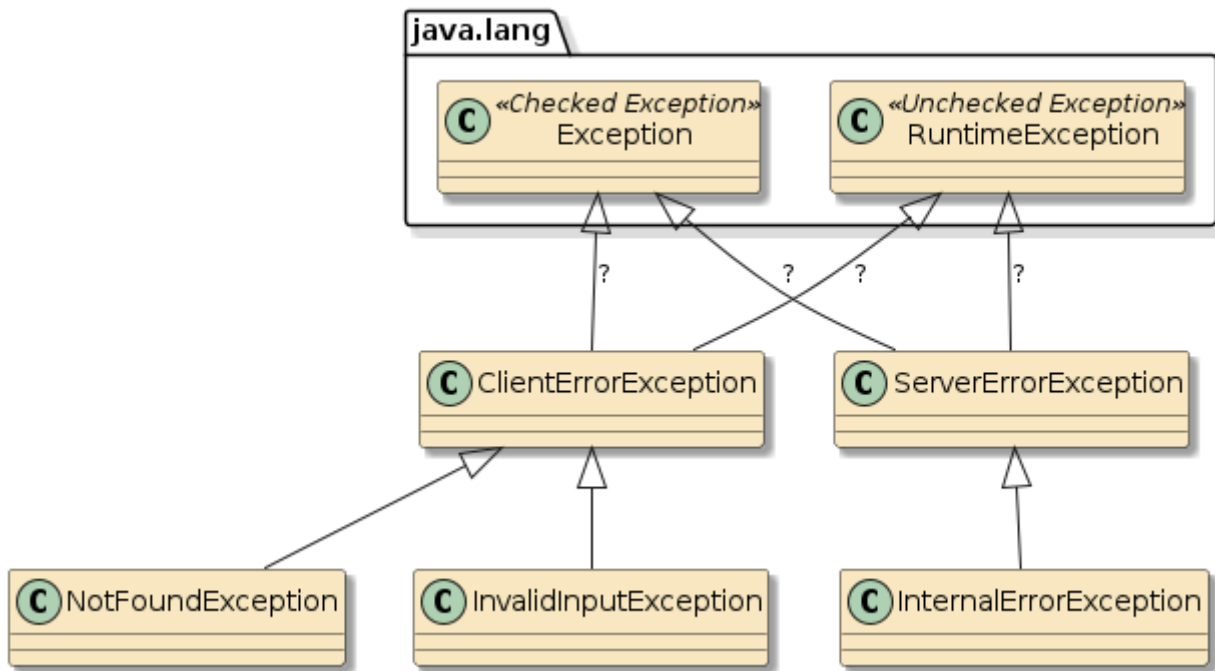 java.lang
C «Checked Exception» Exception
C «Unchecked Exception» RuntimeException
? ? ? ?
C ClientErrorException
C ServerErrorException
C NotFoundException
C InvalidInputException
C InternalErrorException